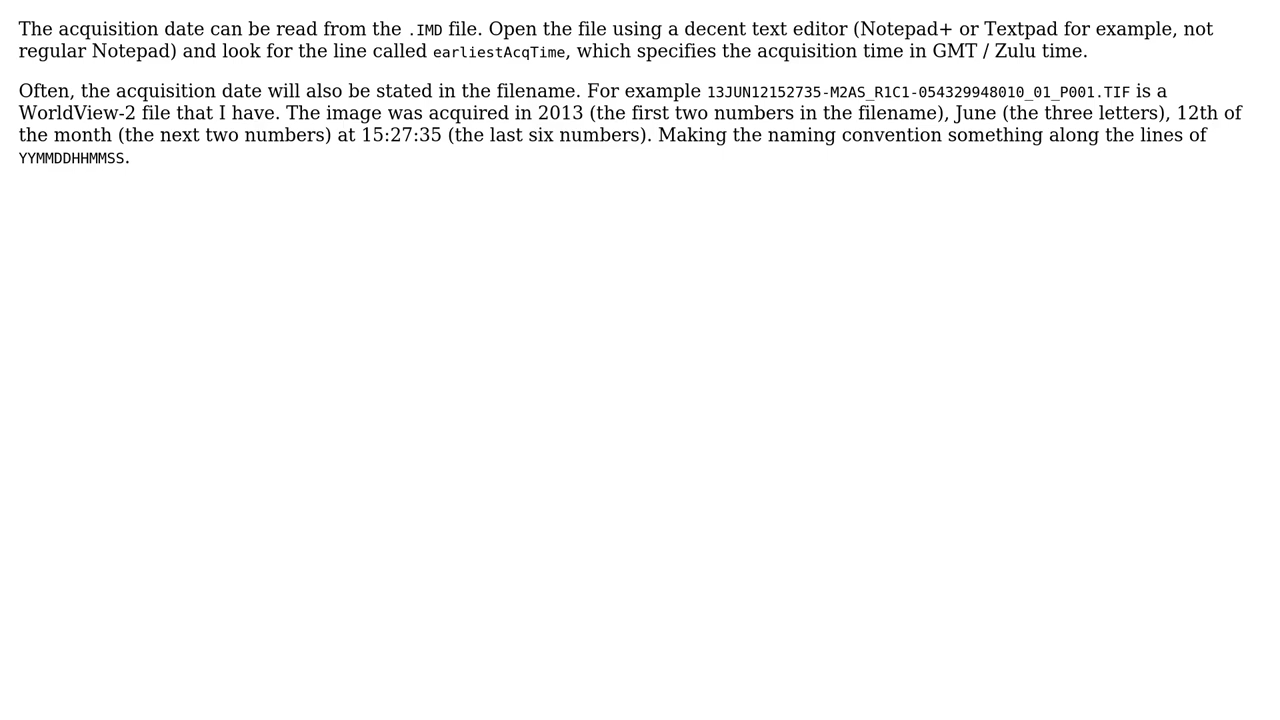 The acquisition date can be read from the .IMD file. Open the file using a decent text editor (Notepad+ or Textpad for example, not
regular Notepad) and look for the line called earliestAcqTime, which specifies the acquisition time in GMT / Zulu time.
Often, the acquisition date will also be stated in the filename. For example 13JUN12152735-M2AS_R1C1-054329948010_01_P001.TIF is a
WorldView-2 file that I have. The image was acquired in 2013 (the first two numbers in the filename), June (the three letters), 12th of
the month (the next two numbers) at 15:27:35 (the last six numbers). Making the naming convention something along the lines of
YYMMDDHHMMSS.